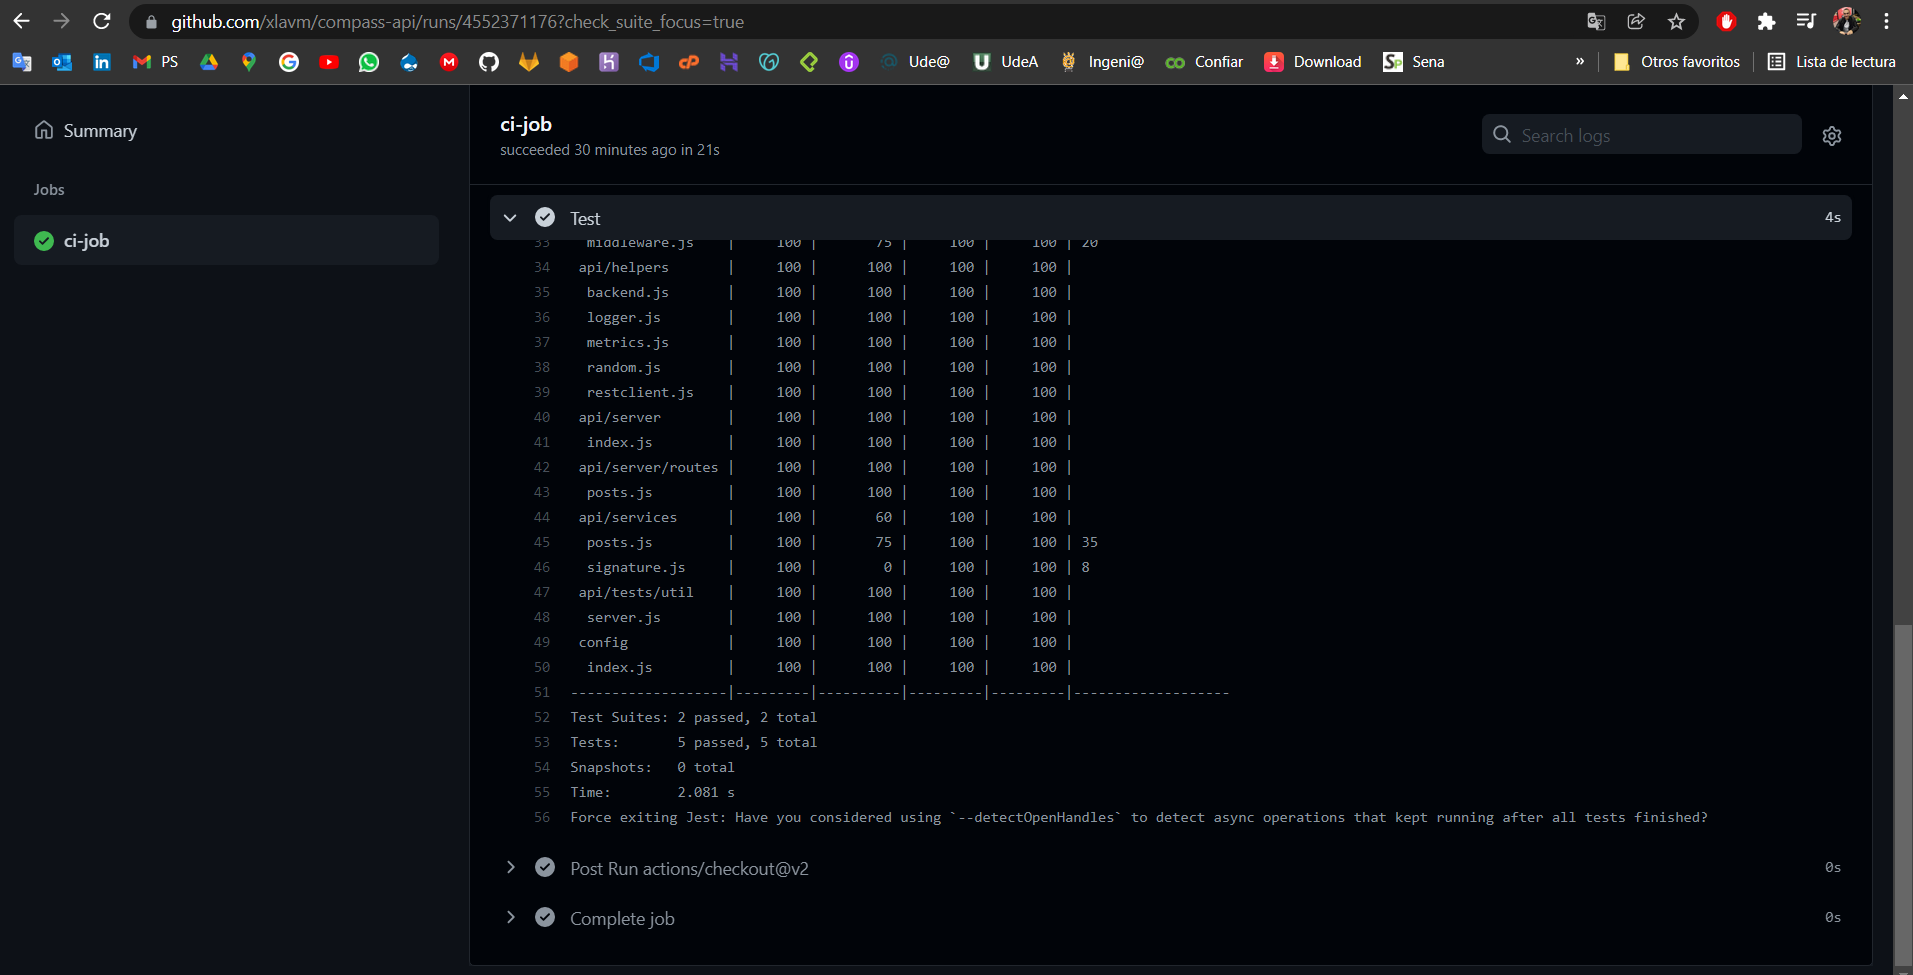 github.com/xlavm/compass-api/runs/4552371176?check_suite_focus=true
PS Ude@ UdeA Ingeni@ Confiar Download Sena » Otros favoritos Lista de lectura
Summary
Jobs
ci-job
ci-job
succeeded 30 minutes ago in 21s
Search logs
Test 4s
33 middleware.js | 100 | 75 | 100 | 100 | 20
34 api/helpers | 100 | 100 | 100 | 100 |
35 backend.js | 100 | 100 | 100 | 100 |
36 logger.js | 100 | 100 | 100 | 100 |
37 metrics.js | 100 | 100 | 100 | 100 |
38 random.js | 100 | 100 | 100 | 100 |
39 restclient.js | 100 | 100 | 100 | 100 |
40 api/server | 100 | 100 | 100 | 100 |
41 index.js | 100 | 100 | 100 | 100 |
42 api/server/routes | 100 | 100 | 100 | 100 |
43 posts.js | 100 | 100 | 100 | 100 |
44 api/services | 100 | 60 | 100 | 100 |
45 posts.js | 100 | 75 | 100 | 100 | 35
46 signature.js | 100 | 0 | 100 | 100 | 8
47 api/tests/util | 100 | 100 | 100 | 100 |
48 server.js | 100 | 100 | 100 | 100 |
49 config | 100 | 100 | 100 | 100 |
50 index.js | 100 | 100 | 100 | 100 |
51 -------------------|---------|----------|---------|---------|-------------------
52 Test Suites: 2 passed, 2 total
53 Tests: 5 passed, 5 total
54 Snapshots: 0 total
55 Time: 2.081 s
56 Force exiting Jest: Have you considered using `--detectOpenHandles` to detect async operations that kept running after all tests finished?
Post Run actions/checkout@v2 0s
Complete job 0s